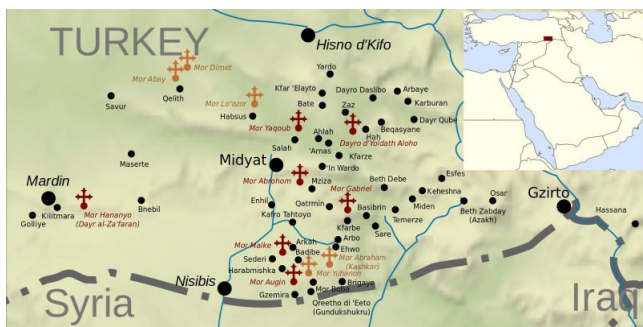 TURKEY
Hisno d'Kifo
Mor Dimet
Mor Abay
Yardo
Kfar 'Elayto
Dayro Daslibo
Arbaye
Qelith
Savur
Mor Lo'ozor
Bate
Zaz
Karburan
Habsus
Mor Yaqoub
Beqasyane
Dayr Qube
Ahlah
Hah
Dayro d'Yoldath Aloho
Salah
'Arnas
Kfarze
Maserte
Midyat
'In Wardo
Mor Abrohom
Mziza
Beth Debe
Esfes
Mardin
Mor Gabriel
Keheshna
Osar
Gzirto
Kilitmara
Mor Hananyo
(Dayr al-Za'faran)
Bnebil
Enhil
Qatrmin
Miden
Beth Zabday
(Azakh)
Hassana
Golliye
Kafro Tahtoyo
Basibrin
Temerze
Kfarbe
Sare
Mor Malke
Arkah
Arbo
Ehwo
Sederi
Badibe
Mor Abraham
(Kashkar)
Harabmishka
Mor Yuhanon
Nisibis
Mor Augin
Brigaye
Mor Bobo
Gzemira
Qreetho di 'Eeto
(Gundukshukru)
Syria
Iraq